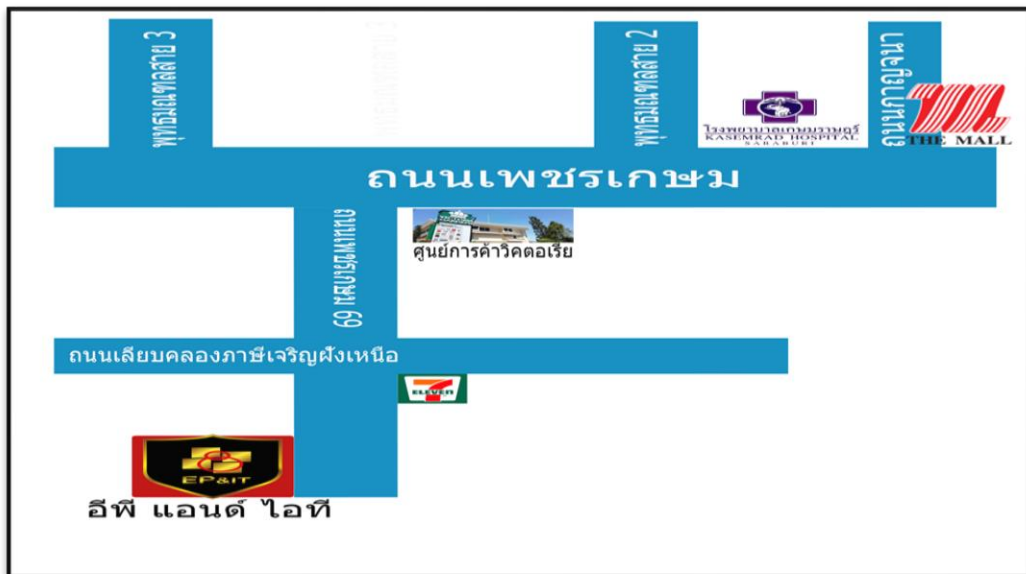 พุทธมณฑลสาย 3
พุทธมณฑลสาย 2
ถนนกาญจนา
โรงพยาบาลเกษมราษฎร์
KASEMRAD HOSPITAL
SARABURI
THE MALL
ถนนเพชรเกษม
ถนนเพชรเกษม 69
ศูนย์การค้าวิคตอเรีย
ถนนเลียบคลองภาษีเจริญฝั่งเหนือ
7
ELEVEn
EP&IT
อีพี แอนด์ ไอที